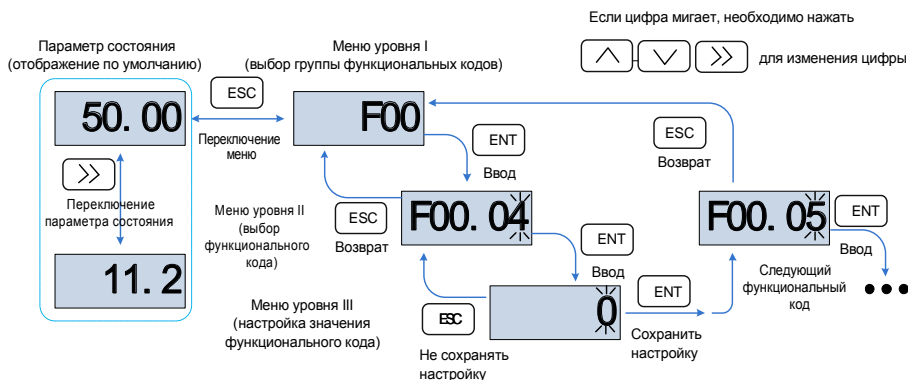 Если цифра мигает, необходимо нажать
для изменения цифры
Параметр состояния
(отображение по умолчанию)
Меню уровня I
(выбор группы функциональных кодов)
50. 00
ESC
Переключение
меню
F00
ENT
Ввод
ESC
Возврат
Переключение
параметра состояния
11. 2
Меню уровня II
(выбор
функционального
кода)
ESC
Возврат
F00. 04
ENT
Ввод
F00. 05
ENT
Ввод
Следующий
функциональный
код
Меню уровня III
(настройка значения
функционального кода)
ESC
Не сохранять
настройку
0
ENT
Сохранить
настройку